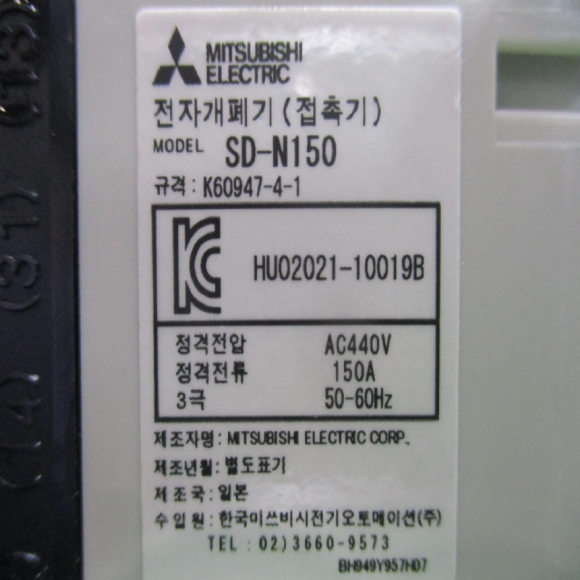 MITSUBISHI
ELECTRIC
전자개폐기(접촉기)
MODEL SD-N150
규격: K60947-4-1
KC HU02021-10019B
정격전압 AC440V
정격전류 150A
3극 50-60Hz
제조자명: MITSUBISHI ELECTRIC CORP.,
제조년월: 별도표기
제조국: 일본
수입원: 한국미쓰비시전기오토메이션(주)
TEL : 02)3660-9573
BH949Y957H07
(13)
(31)
(14)